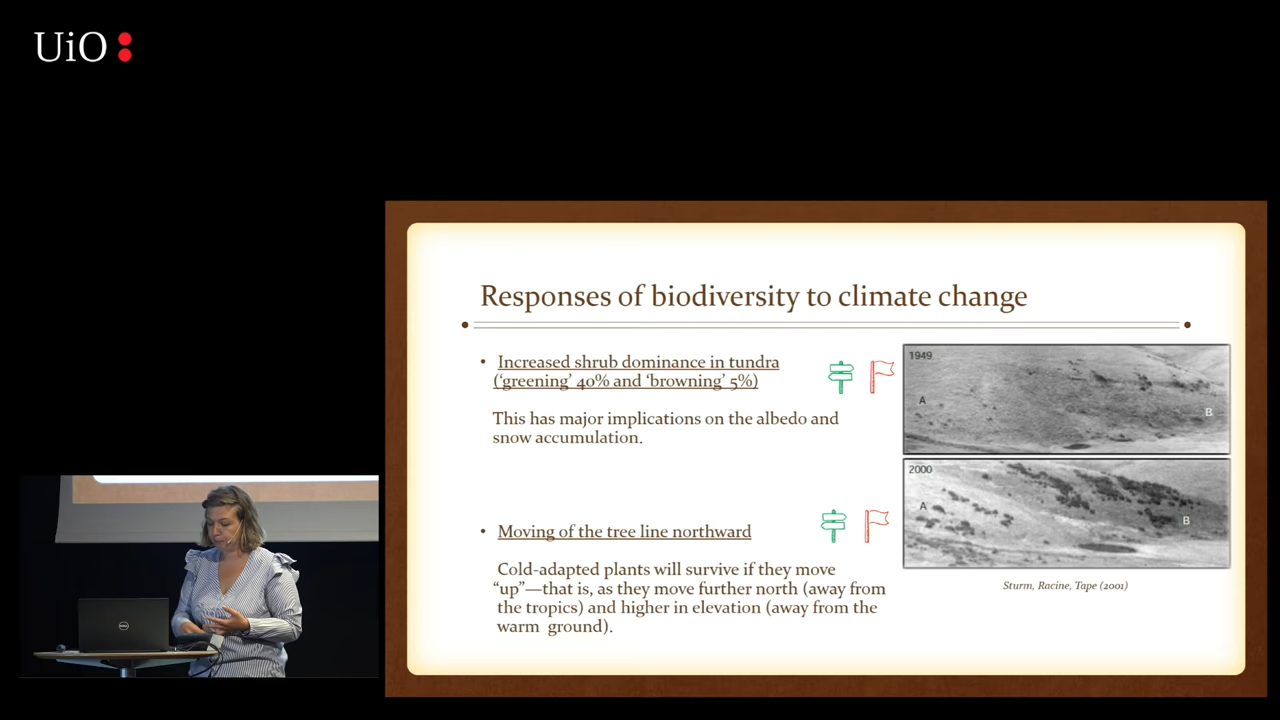 UiO
Responses of biodiversity to climate change
• Increased shrub dominance in tundra
(‘greening’ 40% and ‘browning’ 5%)
This has major implications on the albedo and
snow accumulation.
• Moving of the tree line northward
Cold-adapted plants will survive if they move
“up”—that is, as they move further north (away from
the tropics) and higher in elevation (away from the
warm ground).
1949
A
B
2000
A
B
Sturm, Racine, Tape (2001)
DELL